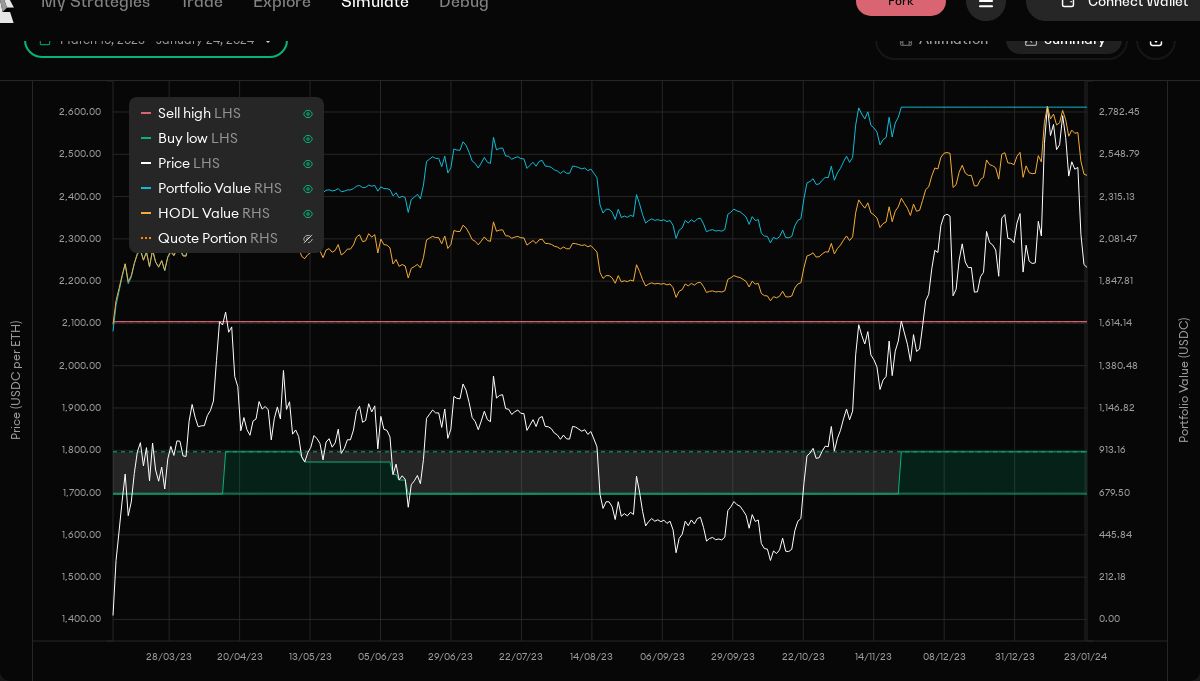 My Strategies Trade Explore Simulate Debug Fork Connect Wallet
March 10, 2023 - January 24, 2024 Animation Summary
Sell high LHS
Buy low LHS
Price LHS
Portfolio Value RHS
HODL Value RHS
Quote Portion RHS
Price (USDC per ETH)
2,600.00
2,500.00
2,400.00
2,300.00
2,200.00
2,100.00
2,000.00
1,900.00
1,800.00
1,700.00
1,600.00
1,500.00
1,400.00
2,782.45
2,548.79
2,315.13
2,081.47
1,847.81
1,614.14
1,380.48
1,146.82
913.16
679.50
445.84
212.18
0.00
Portfolio Value (USDC)
28/03/23 20/04/23 13/05/23 05/06/23 29/06/23 22/07/23 14/08/23 06/09/23 29/09/23 22/10/23 14/11/23 08/12/23 31/12/23 23/01/24